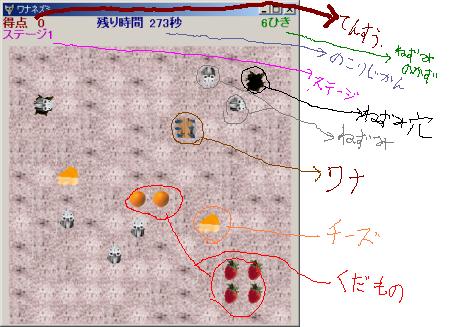 ワナネズミ
得点 0
残り時間 273秒
6ひき
ステージ1
てんすう
のこりじかん
ねずみ
のかず
ステージ
ねずみ穴
ねずみ
ワナ
チーズ
くだもの